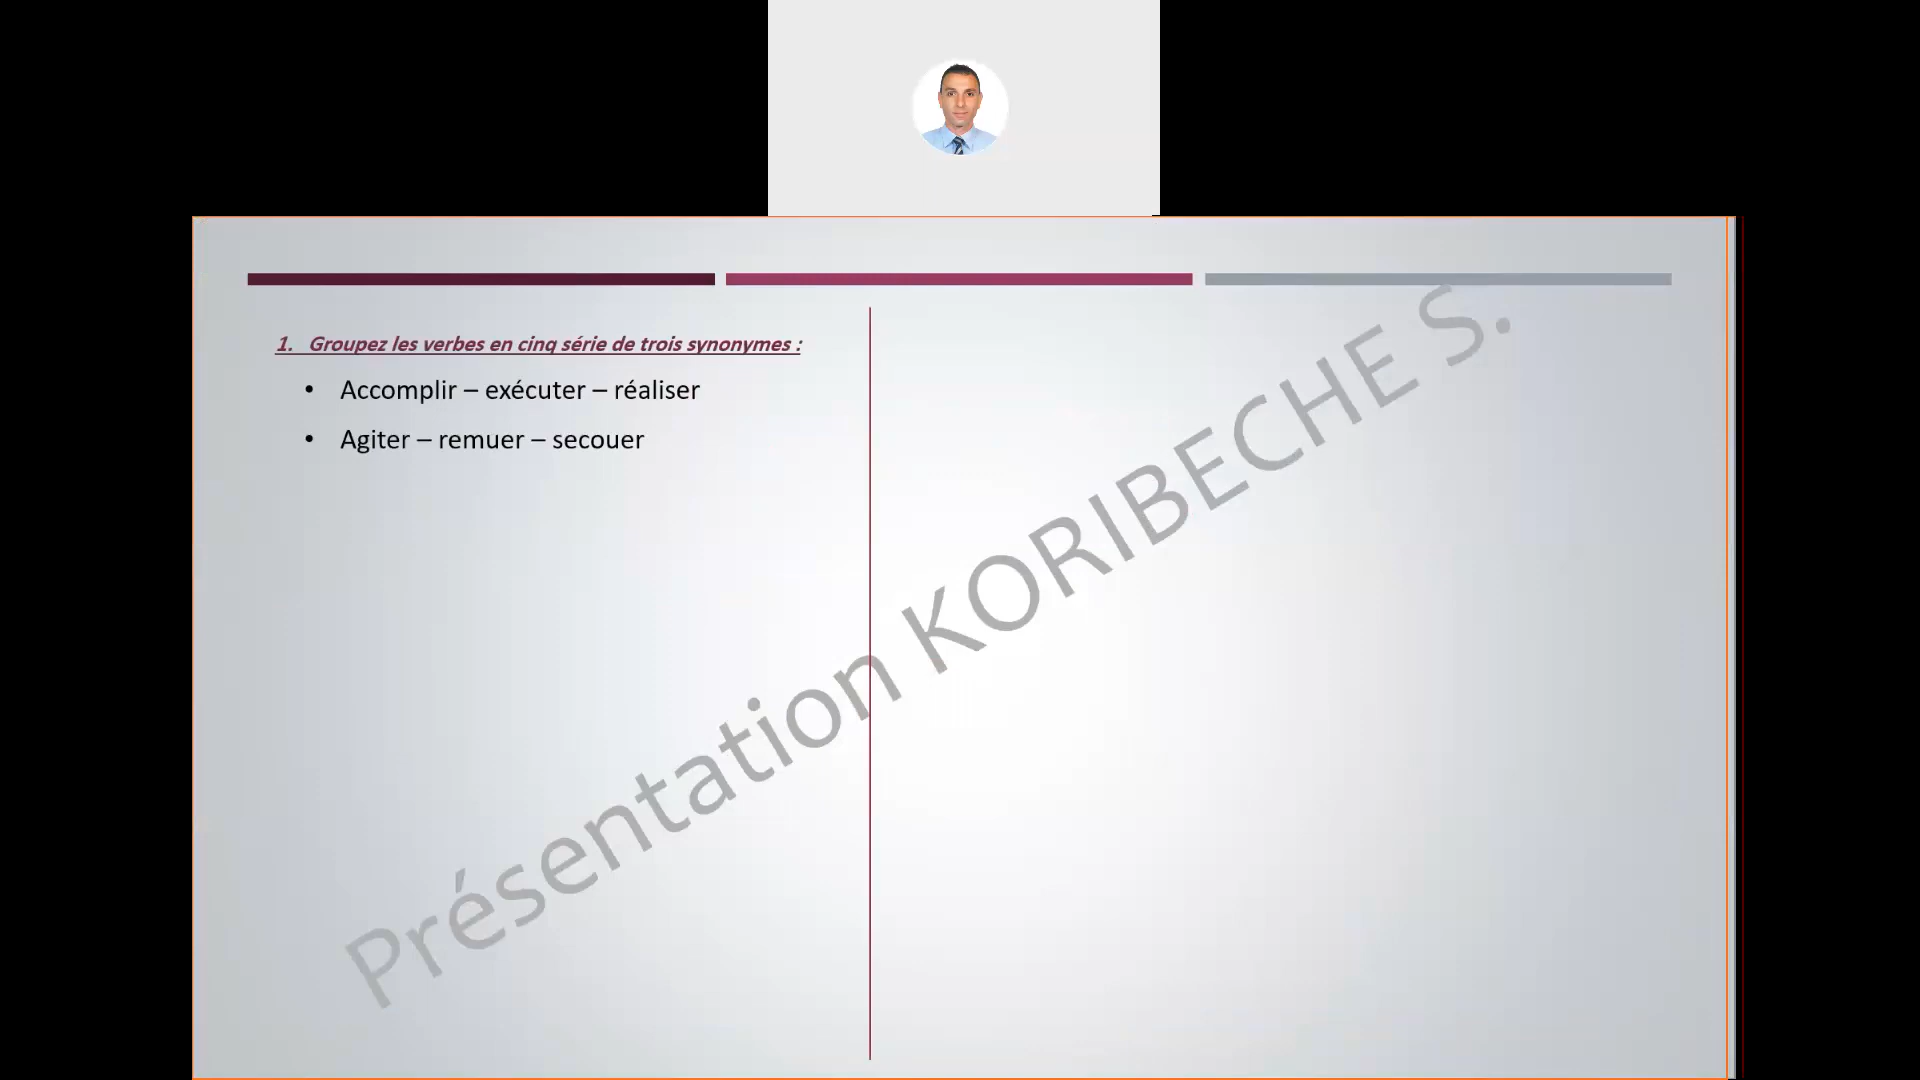 1. Groupez les verbes en cinq série de trois synonymes :
• Accomplir – exécuter – réaliser
• Agiter – remuer – secouer
Présentation KORIBECHE S.